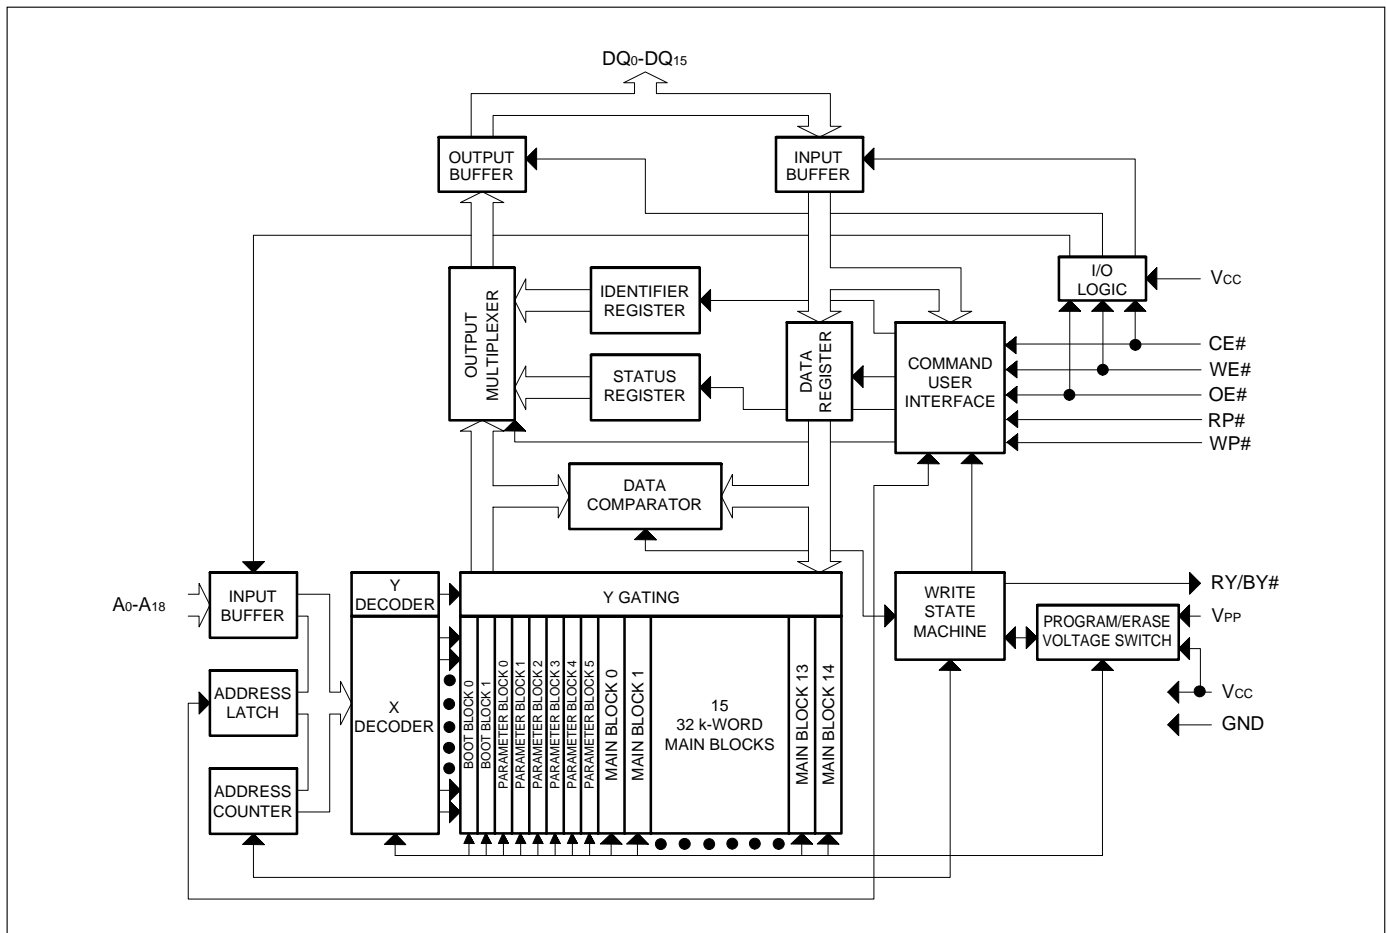 DQ0-DQ15
OUTPUT
BUFFER
INPUT
BUFFER
I/O
LOGIC
VCC
IDENTIFIER
REGISTER
OUTPUT
MULTIPLEXER
STATUS
REGISTER
DATA
REGISTER
COMMAND
USER
INTERFACE
CE#
WE#
OE#
RP#
WP#
DATA
COMPARATOR
A0-A18
INPUT
BUFFER
Y
DECODER
Y GATING
WRITE
STATE
MACHINE
RY/BY#
PROGRAM/ERASE
VOLTAGE SWITCH
VPP
VCC
GND
ADDRESS
LATCH
ADDRESS
COUNTER
X
DECODER
BOOT BLOCK 0
BOOT BLOCK 1
PARAMETER BLOCK 0
PARAMETER BLOCK 1
PARAMETER BLOCK 2
PARAMETER BLOCK 3
PARAMETER BLOCK 4
PARAMETER BLOCK 5
MAIN BLOCK 0
MAIN BLOCK 1
15
32 k-WORD
MAIN BLOCKS
MAIN BLOCK 13
MAIN BLOCK 14